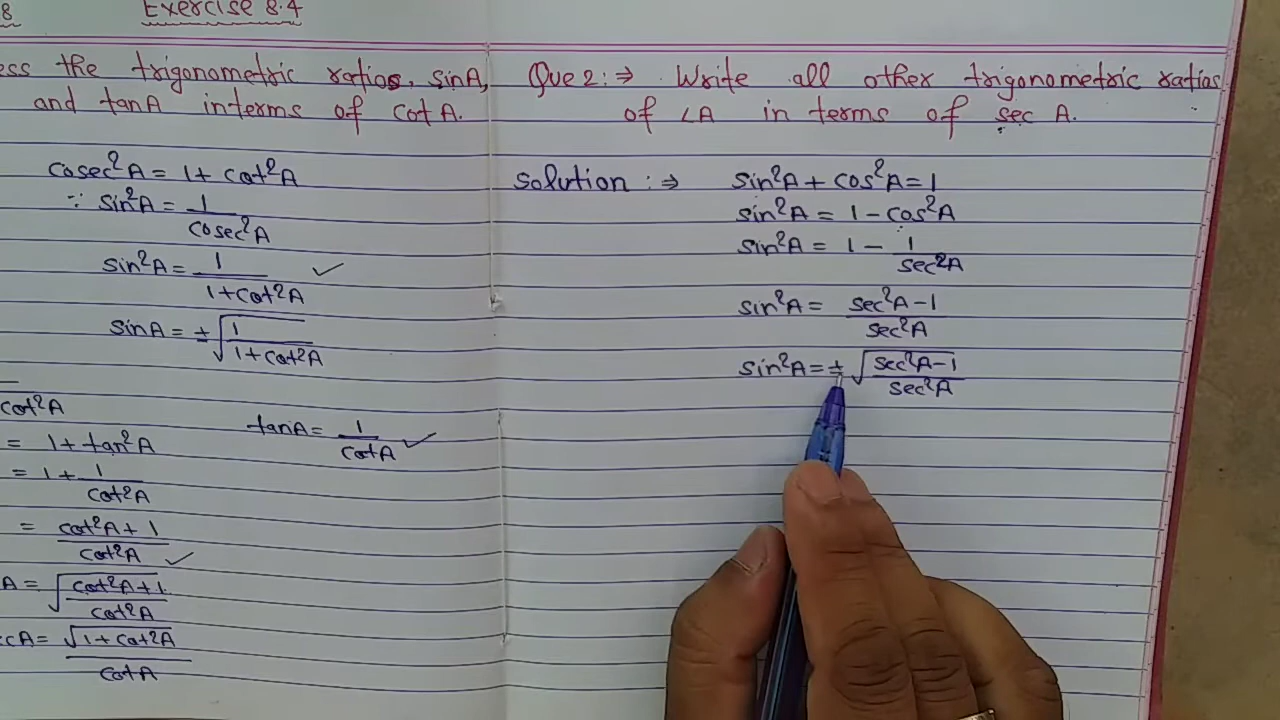 8 Exercise 8.4
ess the trigonometric ratios, sinA,
and tanA interms of cot A.
cosec²A = 1 + cot²A
∵ sin²A = 1/cosec²A
sin²A = 1/(1+cot²A) ✓
sinA = ±√(1/(1+cot²A))
cot²A
= 1 + tan²A
= 1 + 1/cot²A
= (cot²A + 1)/cot²A ✓
A = √((cot²A+1)/cot²A)
ecA = √(1+cot²A)/cotA
tanA = 1/cotA ✓
Que 2:⇒ Write all other trigonometric ratios
of ∠A in terms of sec A.
Solution :⇒ sin²A + cos²A = 1
sin²A = 1 - cos²A
sin²A = 1 - 1/sec²A
sin²A = (sec²A-1)/sec²A
sin²A = ±√((sec²A-1)/sec²A)